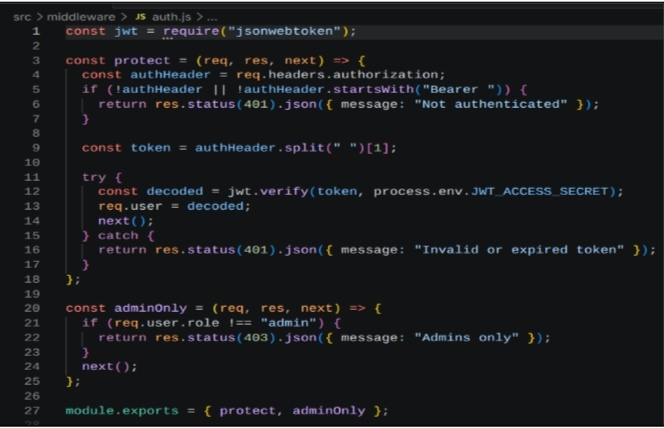 src > middleware > JS auth.js > ...
1 const jwt = require("jsonwebtoken");
2
3 const protect = (req, res, next) => {
4   const authHeader = req.headers.authorization;
5   if (!authHeader || !authHeader.startsWith("Bearer ")) {
6     return res.status(401).json({ message: "Not authenticated" });
7   }
8
9   const token = authHeader.split(" ")[1];
10
11   try {
12     const decoded = jwt.verify(token, process.env.JWT_ACCESS_SECRET);
13     req.user = decoded;
14     next();
15   } catch {
16     return res.status(401).json({ message: "Invalid or expired token" });
17   }
18 };
19
20 const adminOnly = (req, res, next) => {
21   if (req.user.role !== "admin") {
22     return res.status(403).json({ message: "Admins only" });
23   }
24   next();
25 };
26
27 module.exports = { protect, adminOnly };
28